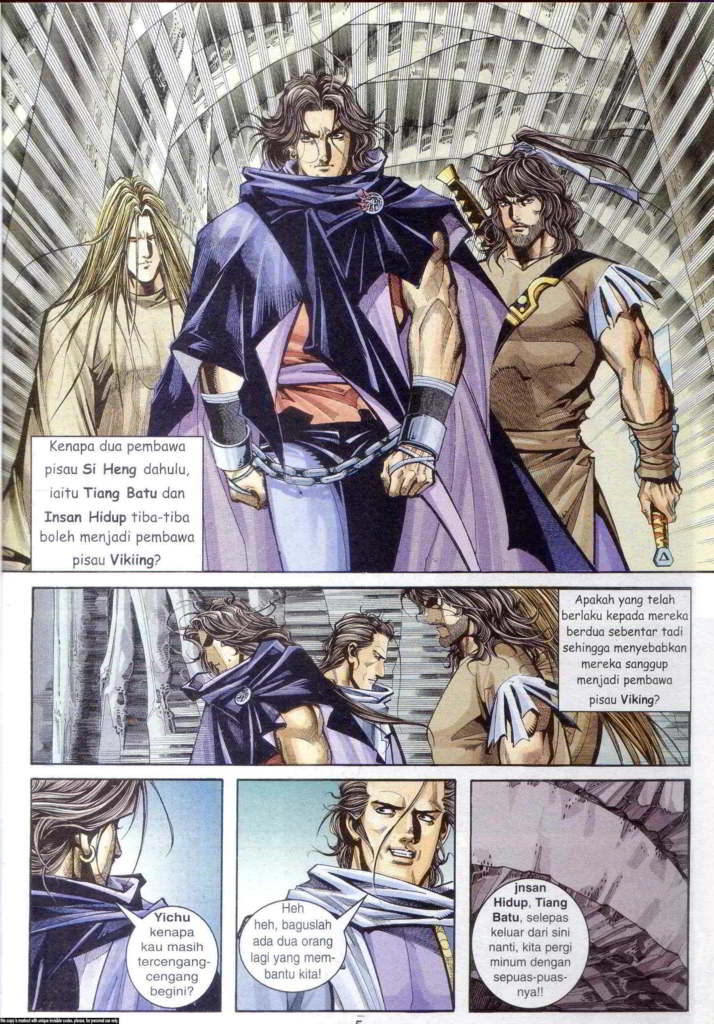 Kenapa dua pembawa
pisau Si Heng dahulu,
iaitu Tiang Batu dan
Insan Hidup tiba-tiba
boleh menjadi pembawa
pisau Vikiing?
Apakah yang telah
berlaku kepada mereka
berdua sebentar tadi
sehingga menyebabkan
mereka sanggup
menjadi pembawa
pisau Viking?
Yichu
kenapa
kau masih
tercengang-
cengang
begini?
Heh
heh, baguslah
ada dua orang
lagi yang mem-
bantu kita!
jnsan
Hidup, Tiang
Batu, selepas
keluar dari sini
nanti, kita pergi
minum dengan
sepuas-puas-
nya!!
5